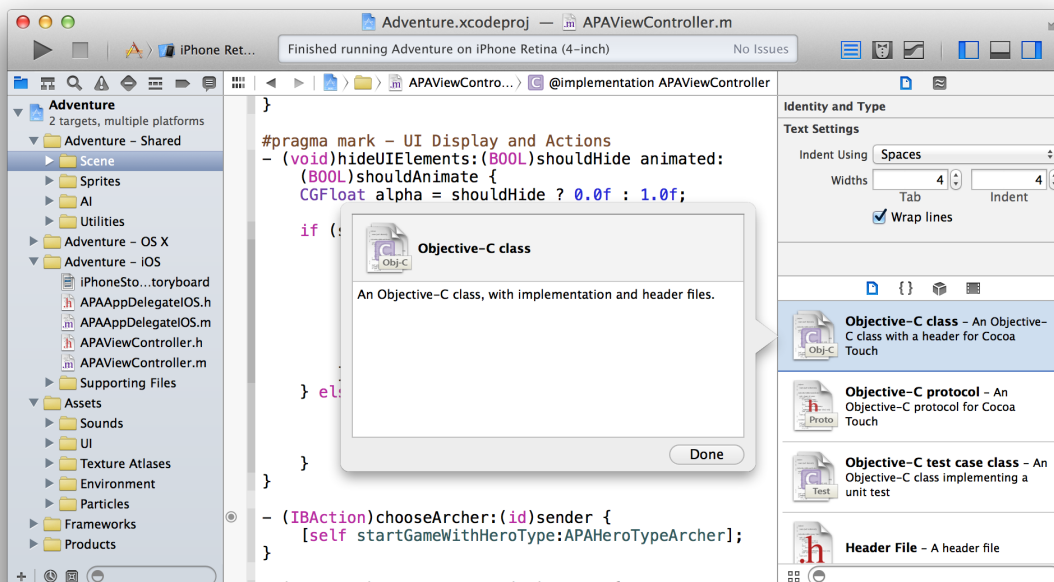 Adventure.xcodeproj — APAViewController.m
iPhone Ret...
Finished running Adventure on iPhone Retina (4-inch) No Issues
APAViewContro... @implementation APAViewController
Adventure
2 targets, multiple platforms
Adventure – Shared
Scene
Sprites
AI
Utilities
Adventure – OS X
Adventure – iOS
iPhoneSto...toryboard
APAAppDelegateIOS.h
APAAppDelegateIOS.m
APAViewController.h
APAViewController.m
Supporting Files
Assets
Sounds
UI
Texture Atlases
Environment
Particles
Frameworks
Products
}
#pragma mark – UI Display and Actions
- (void)hideUIElements:(BOOL)shouldHide animated:
(BOOL)shouldAnimate {
CGFloat alpha = shouldHide ? 0.0f : 1.0f;
if (
} els
}
}
- (IBAction)chooseArcher:(id)sender {
[self startGameWithHeroType:APAHeroTypeArcher];
}
Obj-C
Objective-C class
An Objective-C class, with implementation and header files.
Done
Identity and Type
Text Settings
Indent Using Spaces
Widths 4 4
Tab Indent
Wrap lines
{ }
Obj-C
Objective-C class – An Objective-
C class with a header for Cocoa
Touch
h
Proto
Objective-C protocol – An
Objective-C protocol for Cocoa
Touch
Test
Objective-C test case class – An
Objective-C class implementing a
unit test
.h
Header File – A header file